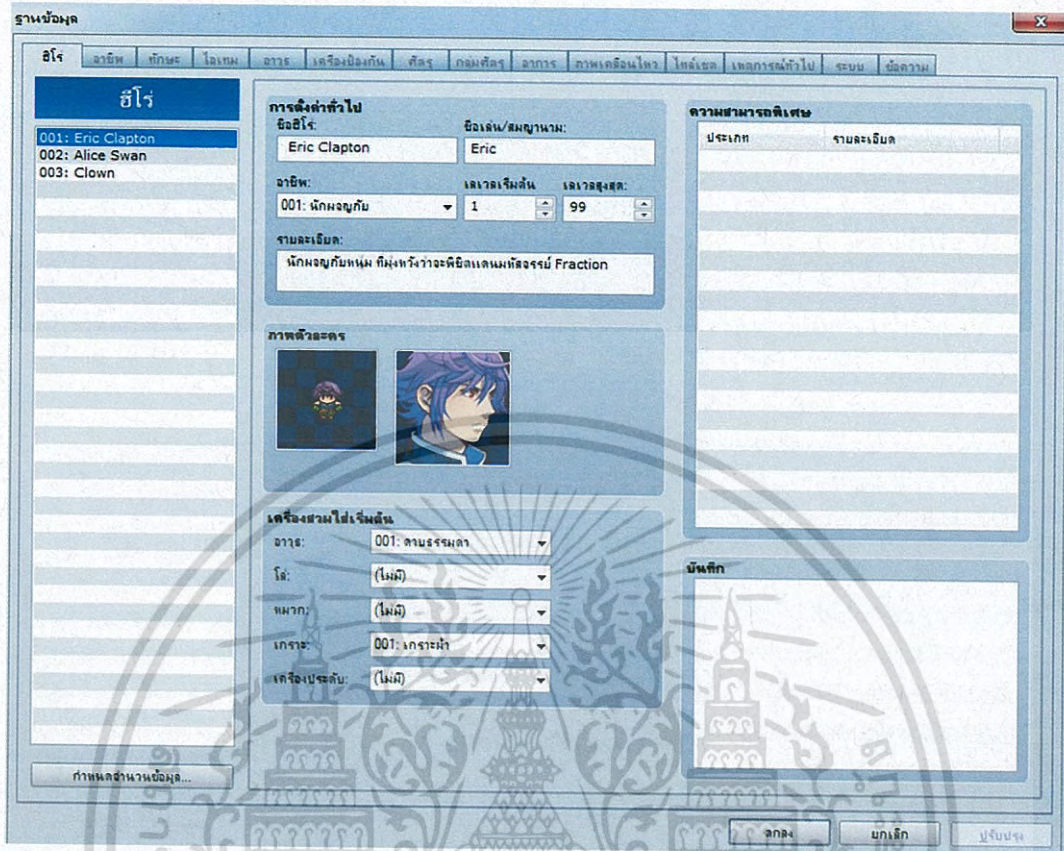 ฐานข้อมูล
ฮีโร่ อาชีพ ทักษะ ไอเทม อาวุธ เครื่องป้องกัน ศัตรู กลุ่มศัตรู อาการ ภาพเคลื่อนไหว ไทล์เซต เหตุการณ์ทั่วไป ระบบ ข้อความ
ฮีโร่
001: Eric Clapton
002: Alice Swan
003: Clown
กำหนดจำนวนข้อมูล...
การตั้งค่าทั่วไป
ชื่อฮีโร่: ชื่อเล่น/สมญานาม:
Eric Clapton Eric
อาชีพ: เลเวลเริ่มต้น เลเวลสูงสุด:
001: นักผจญภัย 1 99
รายละเอียด:
นักผจญภัยหนุ่ม ที่มุ่งหวังว่าจะพิชิตแดนมหัศจรรย์ Fraction
ภาพตัวละคร
เครื่องสวมใส่เริ่มต้น
อาวุธ: 001: ดาบธรรมดา
โล่: (ไม่มี)
หมวก: (ไม่มี)
เกราะ: 001: เกราะผ้า
เครื่องประดับ: (ไม่มี)
ความสามารถพิเศษ
ประเภท รายละเอียด
บันทึก
ตกลง ยกเลิก ปรับปรุง